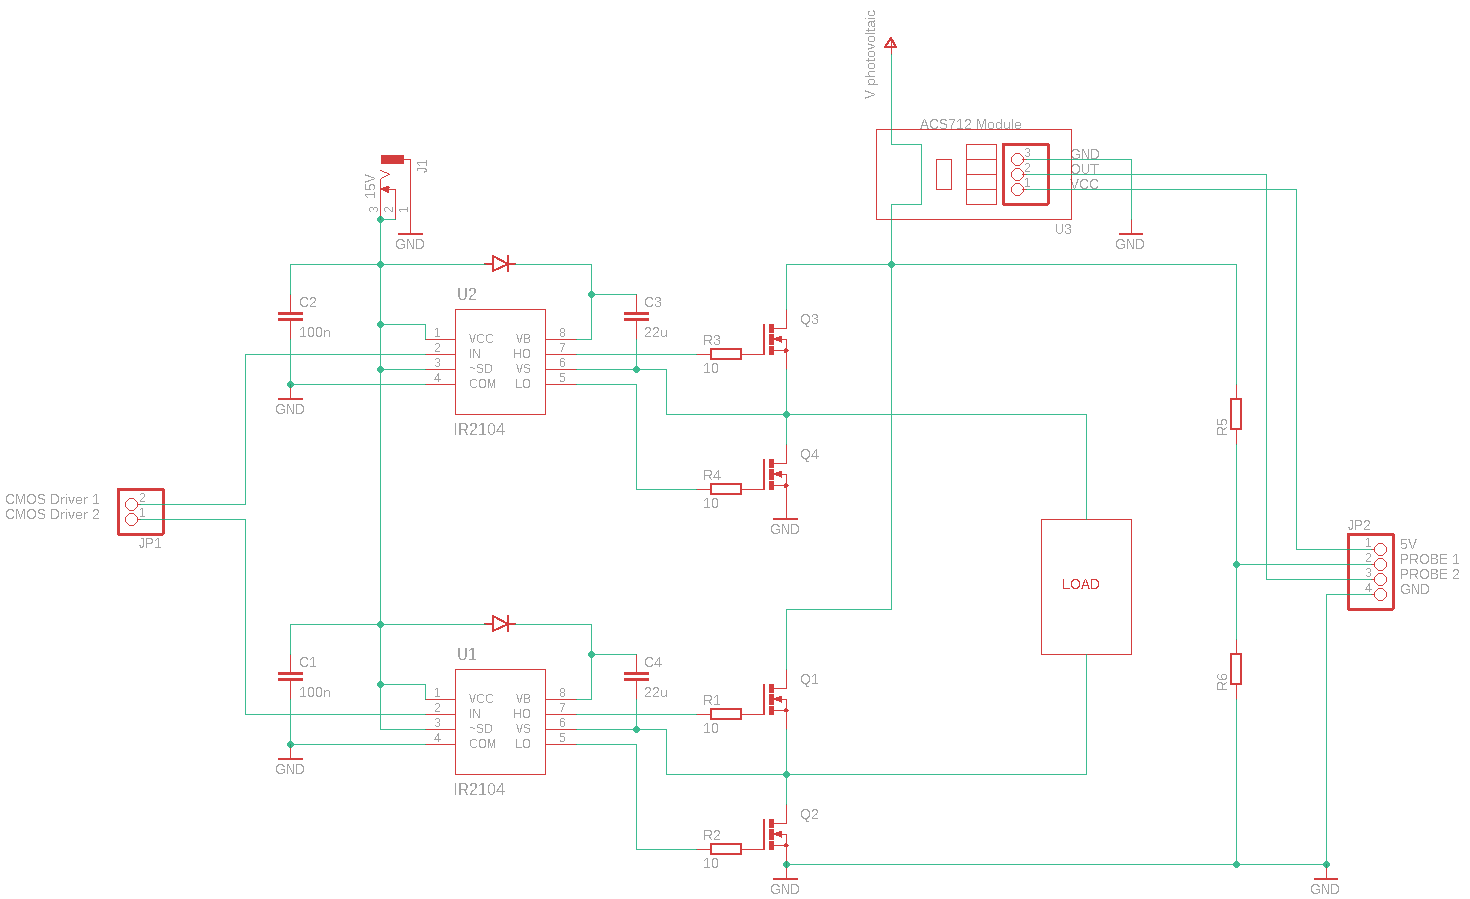 V photovoltaic
ACS712 Module
3
GND
2
OUT
1
VCC
U3
GND
J1
15V
3
2
1
GND
C2
100n
GND
U2
1
VCC
VB
8
2
IN
HO
7
3
~SD
VS
6
4
COM
LO
5
IR2104
C3
22u
R3
10
Q3
R4
10
Q4
GND
R5
CMOS Driver 1
2
CMOS Driver 2
1
JP1
LOAD
JP2
1
5V
2
PROBE 1
3
PROBE 2
4
GND
C1
100n
GND
U1
1
VCC
VB
8
2
IN
HO
7
3
~SD
VS
6
4
COM
LO
5
IR2104
C4
22u
R1
10
Q1
R6
R2
10
Q2
GND
GND